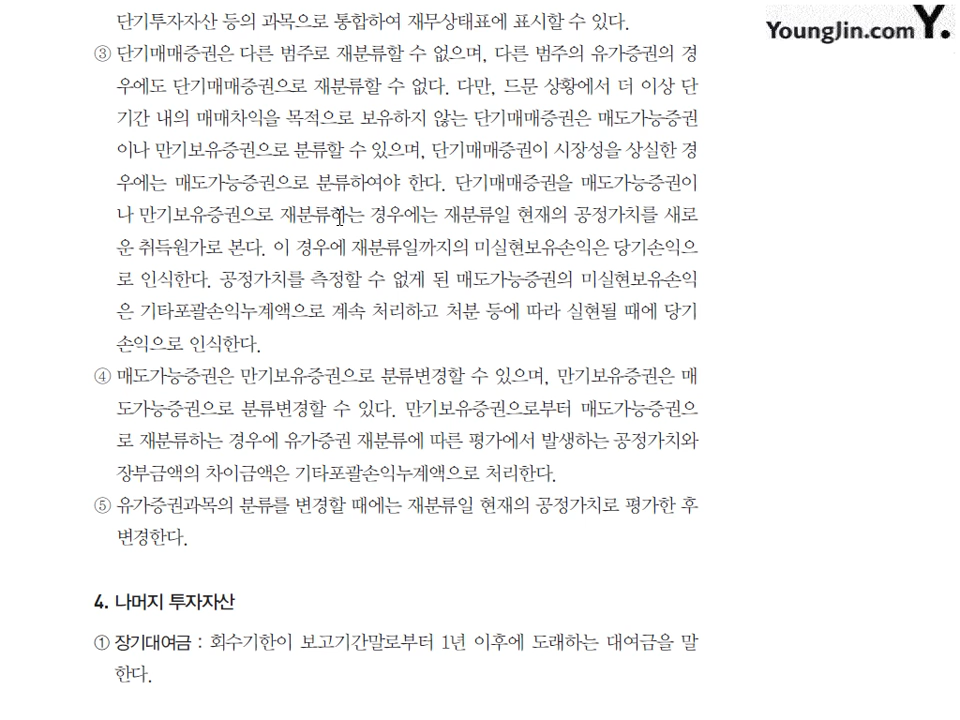 단기투자자산 등의 과목으로 통합하여 재무상태표에 표시할 수 있다.
YoungJin.com Y.
③ 단기매매증권은 다른 범주로 재분류할 수 없으며, 다른 범주의 유가증권의 경
우에도 단기매매증권으로 재분류할 수 없다. 다만, 드문 상황에서 더 이상 단
기간 내의 매매차익을 목적으로 보유하지 않는 단기매매증권은 매도가능증권
이나 만기보유증권으로 분류할 수 있으며, 단기매매증권이 시장성을 상실한 경
우에는 매도가능증권으로 분류하여야 한다. 단기매매증권을 매도가능증권이
나 만기보유증권으로 재분류하는 경우에는 재분류일 현재의 공정가치를 새로
운 취득원가로 본다. 이 경우에 재분류일까지의 미실현보유손익은 당기손익으
로 인식한다. 공정가치를 측정할 수 없게 된 매도가능증권의 미실현보유손익
은 기타포괄손익누계액으로 계속 처리하고 처분 등에 따라 실현될 때에 당기
손익으로 인식한다.
④ 매도가능증권은 만기보유증권으로 분류변경할 수 있으며, 만기보유증권은 매
도가능증권으로 분류변경할 수 있다. 만기보유증권으로부터 매도가능증권으
로 재분류하는 경우에 유가증권 재분류에 따른 평가에서 발생하는 공정가치와
장부금액의 차이금액은 기타포괄손익누계액으로 처리한다.
⑤ 유가증권과목의 분류를 변경할 때에는 재분류일 현재의 공정가치로 평가한 후
변경한다.
4. 나머지 투자자산
① 장기대여금 : 회수기한이 보고기간말로부터 1년 이후에 도래하는 대여금을 말
한다.